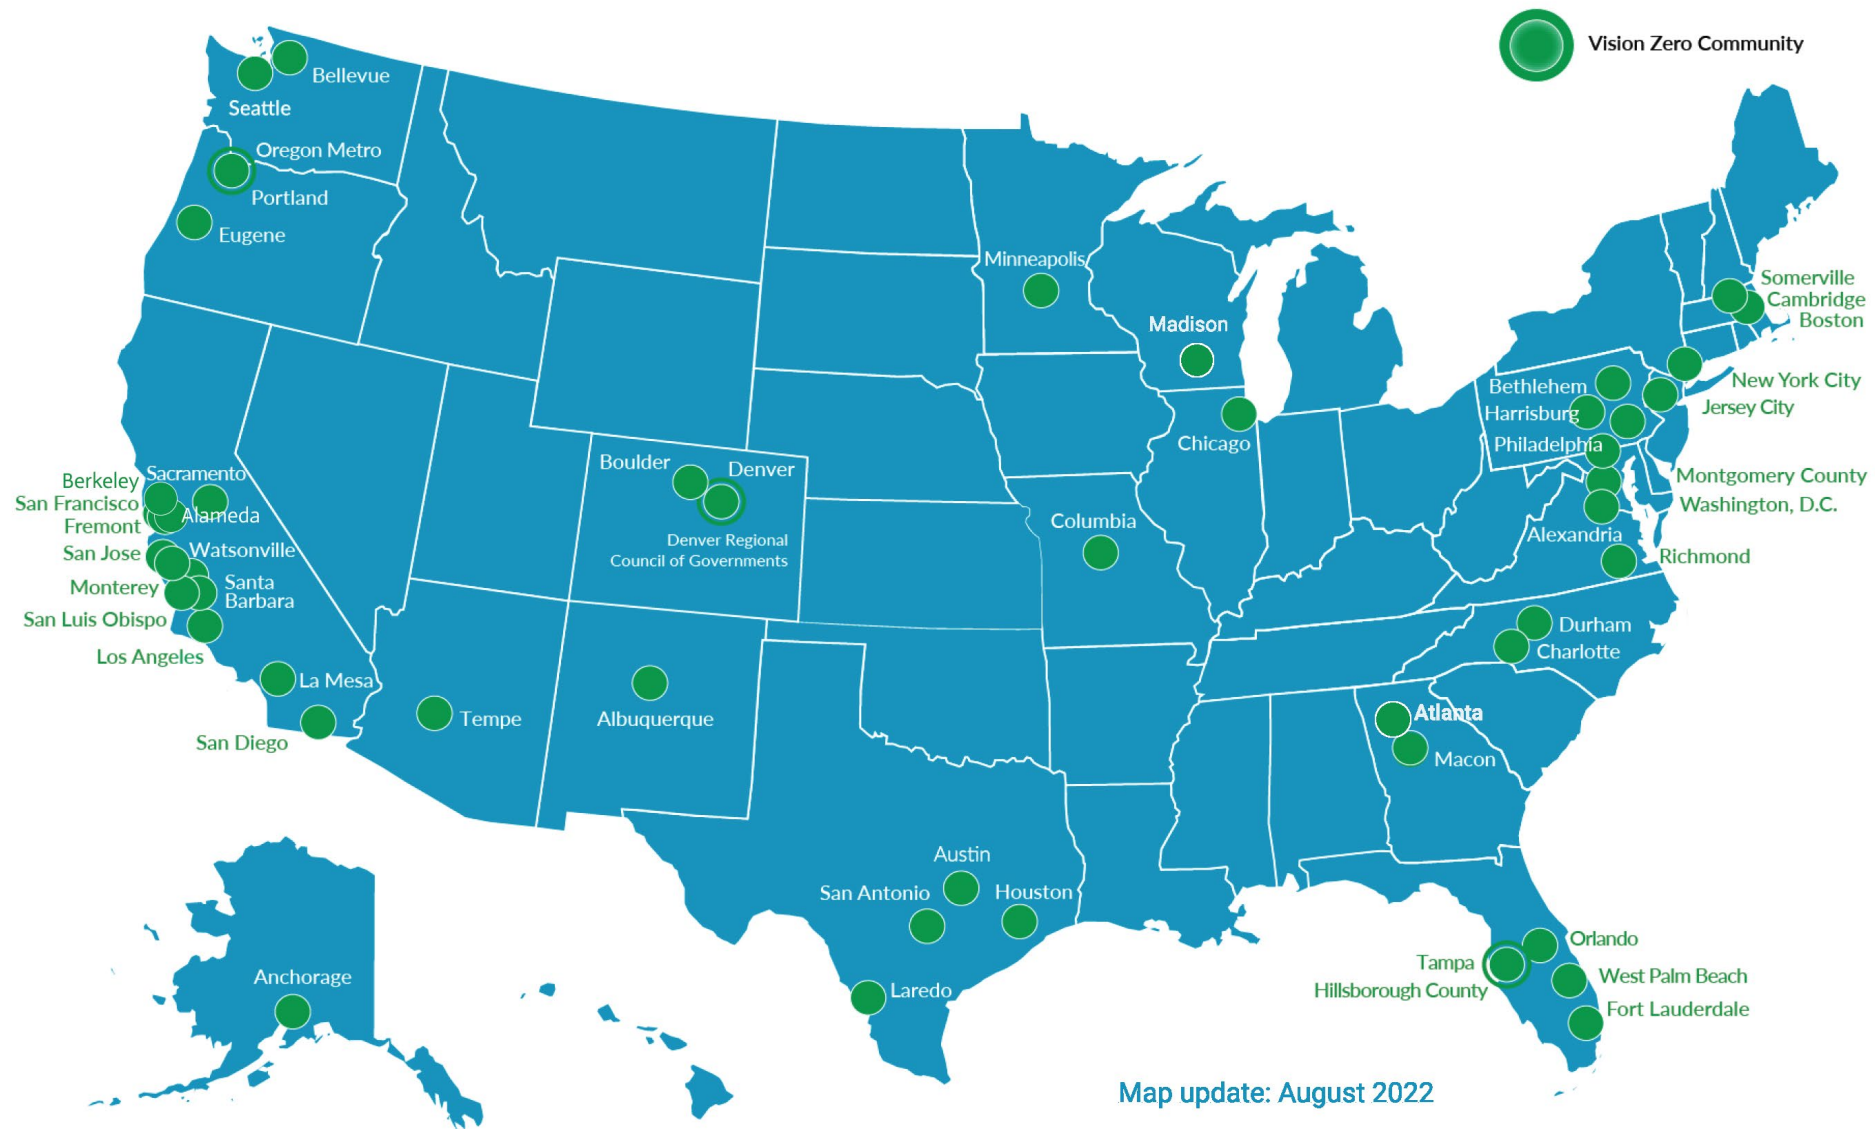 Vision Zero Community
Bellevue
Seattle
Oregon Metro
Portland
Eugene
Minneapolis
Madison
Chicago
Somerville
Cambridge
Boston
New York City
Jersey City
Bethlehem
Harrisburg
Philadelphia
Montgomery County
Washington, D.C.
Alexandria
Richmond
Berkeley
Sacramento
San Francisco
Alameda
Fremont
San Jose
Watsonville
Monterey
Santa
Barbara
San Luis Obispo
Los Angeles
La Mesa
San Diego
Boulder
Denver
Denver Regional
Council of Governments
Columbia
Durham
Charlotte
Tempe
Albuquerque
Atlanta
Macon
Austin
San Antonio
Houston
Laredo
Anchorage
Orlando
Tampa
Hillsborough County
West Palm Beach
Fort Lauderdale
Map update: August 2022